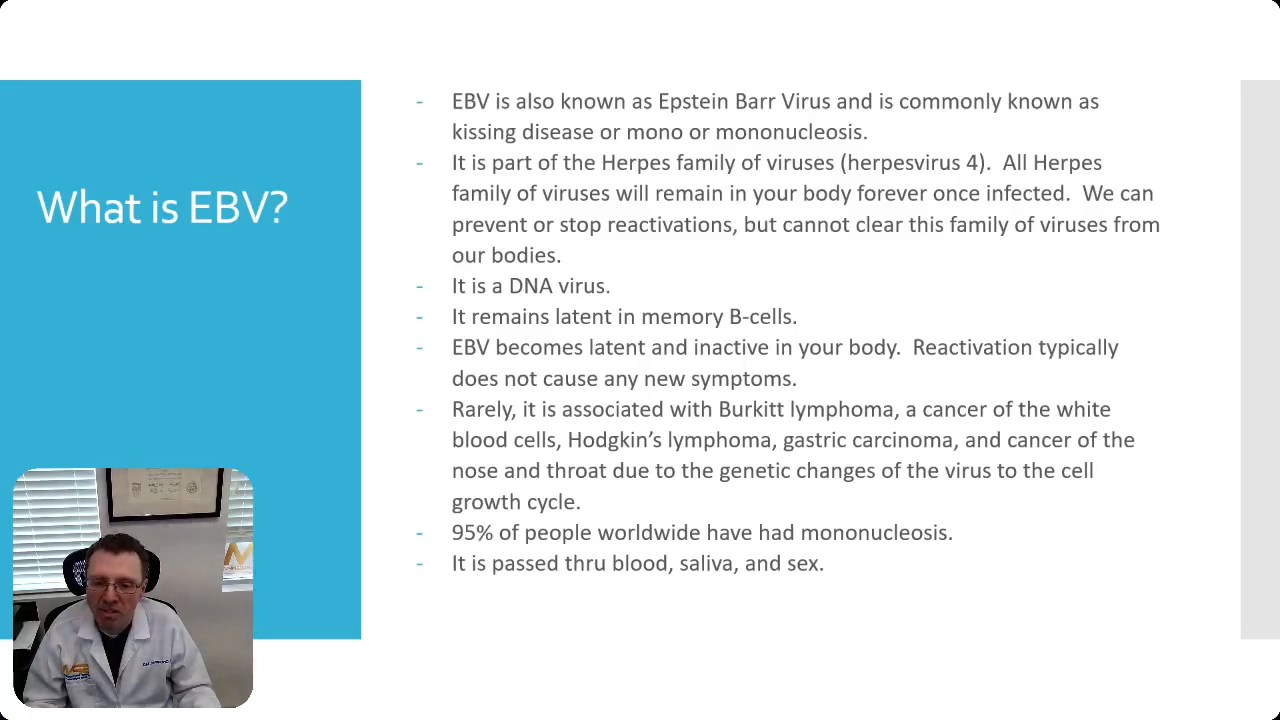 What is EBV?
- EBV is also known as Epstein Barr Virus and is commonly known as
kissing disease or mono or mononucleosis.
- It is part of the Herpes family of viruses (herpesvirus 4). All Herpes
family of viruses will remain in your body forever once infected. We can
prevent or stop reactivations, but cannot clear this family of viruses from
our bodies.
- It is a DNA virus.
- It remains latent in memory B-cells.
- EBV becomes latent and inactive in your body. Reactivation typically
does not cause any new symptoms.
- Rarely, it is associated with Burkitt lymphoma, a cancer of the white
blood cells, Hodgkin's lymphoma, gastric carcinoma, and cancer of the
nose and throat due to the genetic changes of the virus to the cell
growth cycle.
- 95% of people worldwide have had mononucleosis.
- It is passed thru blood, saliva, and sex.